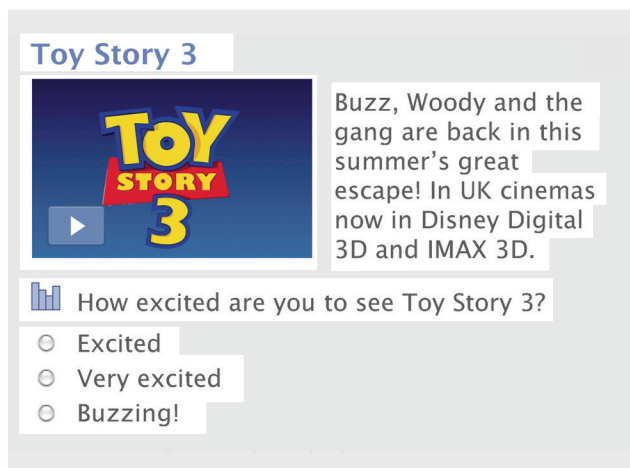 Toy Story 3
TOY
STORY
3
Buzz, Woody and the
gang are back in this
summer’s great
escape! In UK cinemas
now in Disney Digital
3D and IMAX 3D.
How excited are you to see Toy Story 3?
Excited
Very excited
Buzzing!